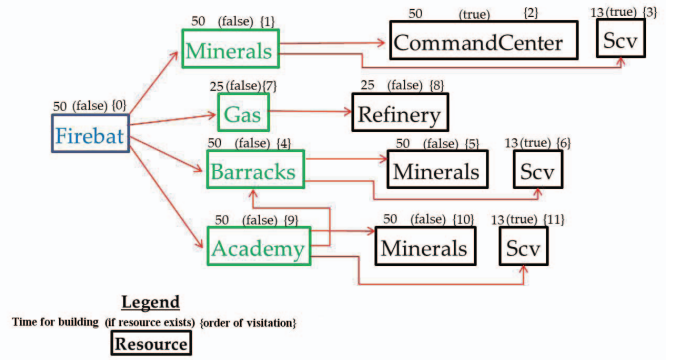 50 (false) {1}
Minerals
50 (true) {2}
CommandCenter
13(true) {3}
Scv
50 (false) {0}
Firebat
25(false){7}
Gas
25 (false) {8}
Refinery
50 (false) {4}
Barracks
50 (false) {5}
Minerals
13(true) {6}
Scv
50 (false) {9}
Academy
50 (false) {10}
Minerals
13(true) {11}
Scv
Legend
Time for building (if resource exists) {order of visitation}
Resource